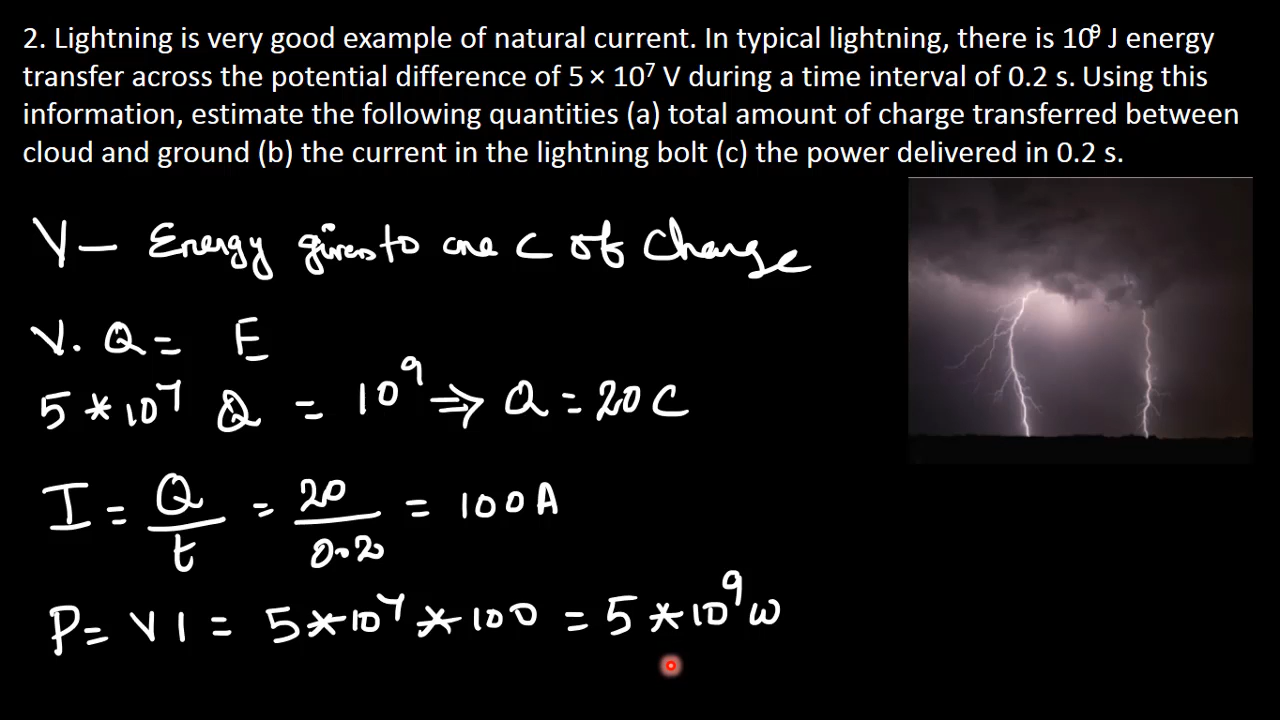 2. Lightning is very good example of natural current. In typical lightning, there is 10⁹ J energy
transfer across the potential difference of 5 × 10⁷ V during a time interval of 0.2 s. Using this
information, estimate the following quantities (a) total amount of charge transferred between
cloud and ground (b) the current in the lightning bolt (c) the power delivered in 0.2 s.
V – Energy given to one C of charge
V. Q = E
5 * 10⁷ Q = 10⁹ ⇒ Q = 20 C
I = Q/t = 20/0.2 = 100 A
P = V I = 5 * 10⁷ * 100 = 5 * 10⁹ W